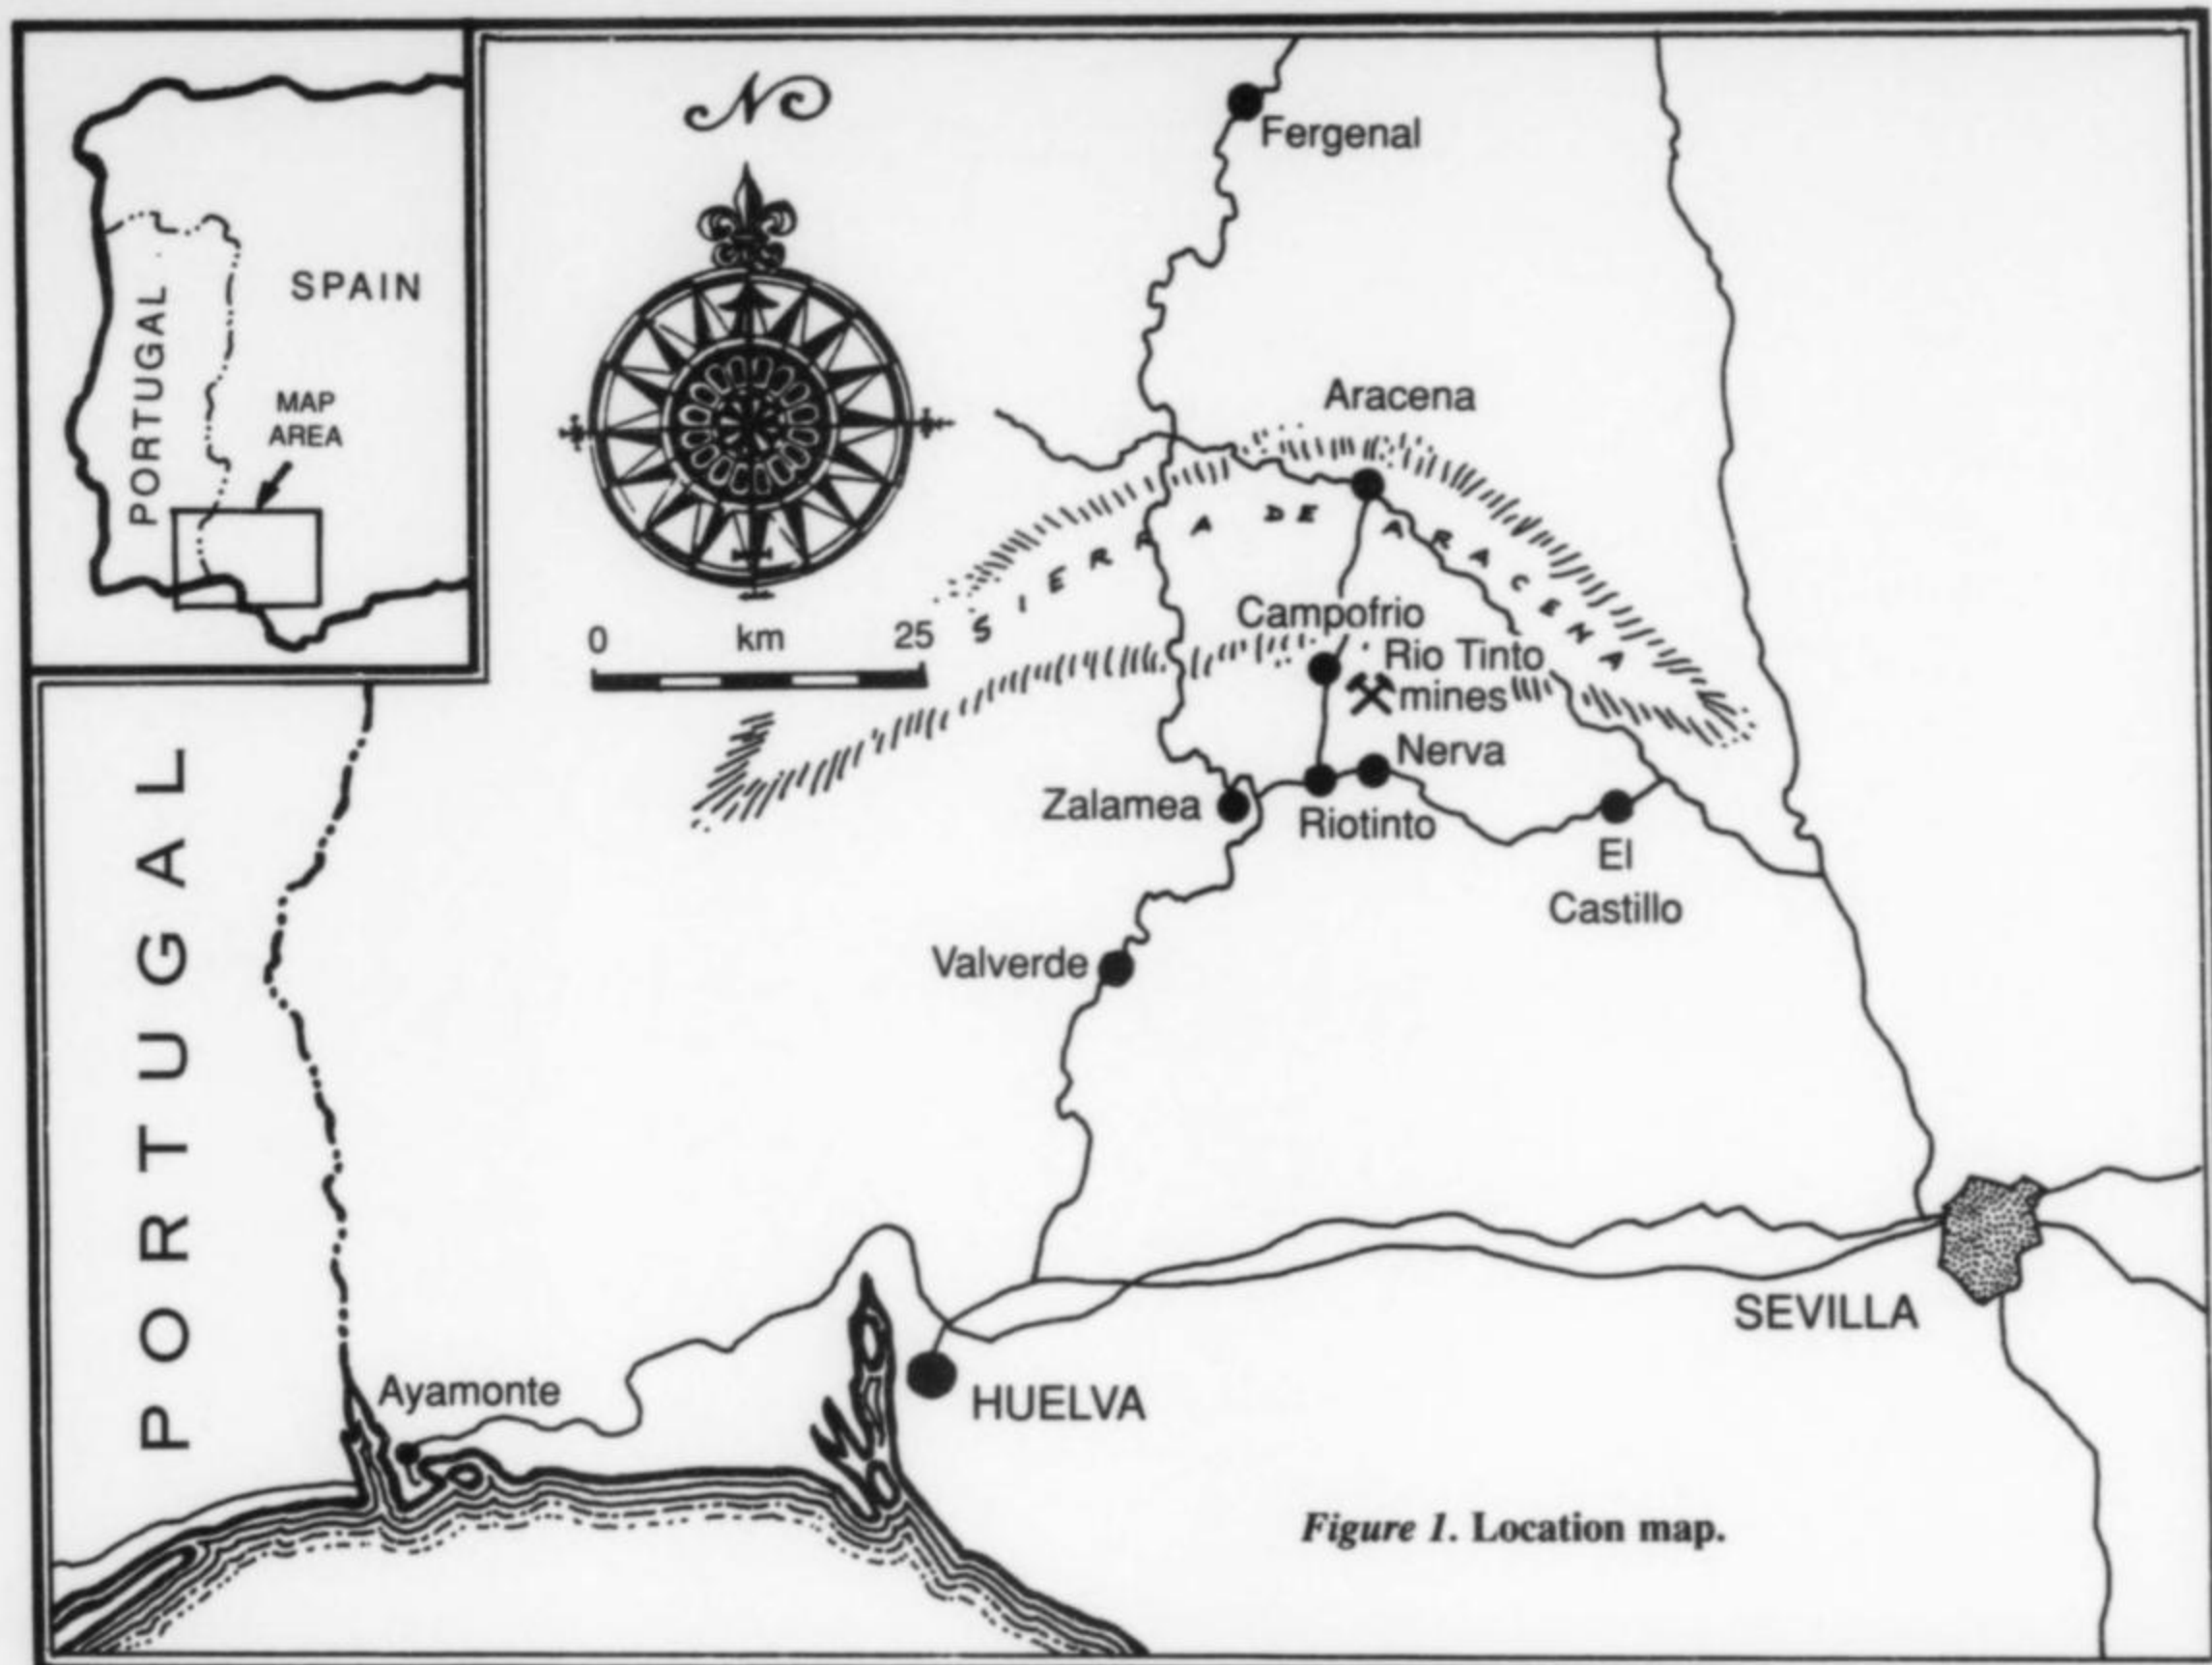 N
Fergenal
SPAIN
PORTUGAL
MAP
AREA
Aracena
SIERRA DE ARACENA
Campofrio
0 km 25
Rio Tinto
mines
Nerva
Zalamea
Riotinto
El
Castillo
Valverde
PORTUGAL
SEVILLA
Ayamonte
HUELVA
Figure 1. Location map.